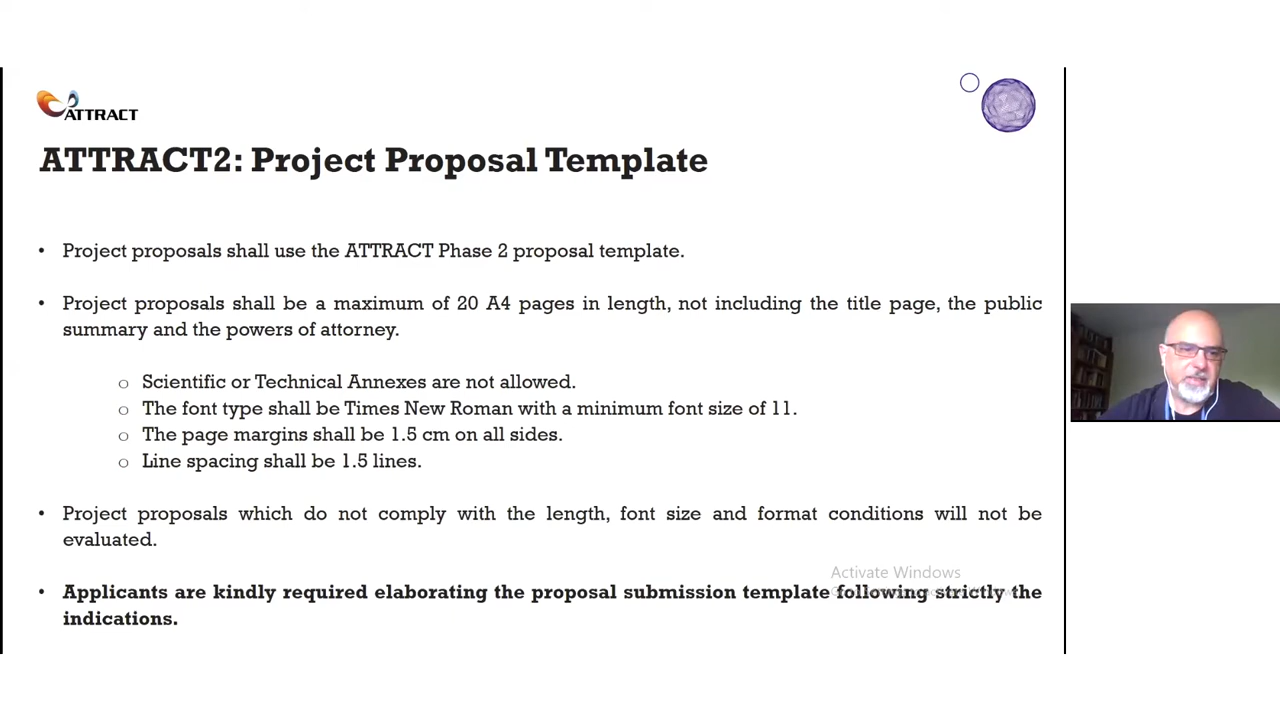 ATTRACT
ATTRACT2: Project Proposal Template
• Project proposals shall use the ATTRACT Phase 2 proposal template.
• Project proposals shall be a maximum of 20 A4 pages in length, not including the title page, the public
summary and the powers of attorney.
o Scientific or Technical Annexes are not allowed.
o The font type shall be Times New Roman with a minimum font size of 11.
o The page margins shall be 1.5 cm on all sides.
o Line spacing shall be 1.5 lines.
• Project proposals which do not comply with the length, font size and format conditions will not be
evaluated.
Activate Windows
• Applicants are kindly required elaborating the proposal submission template following strictly the
indications.